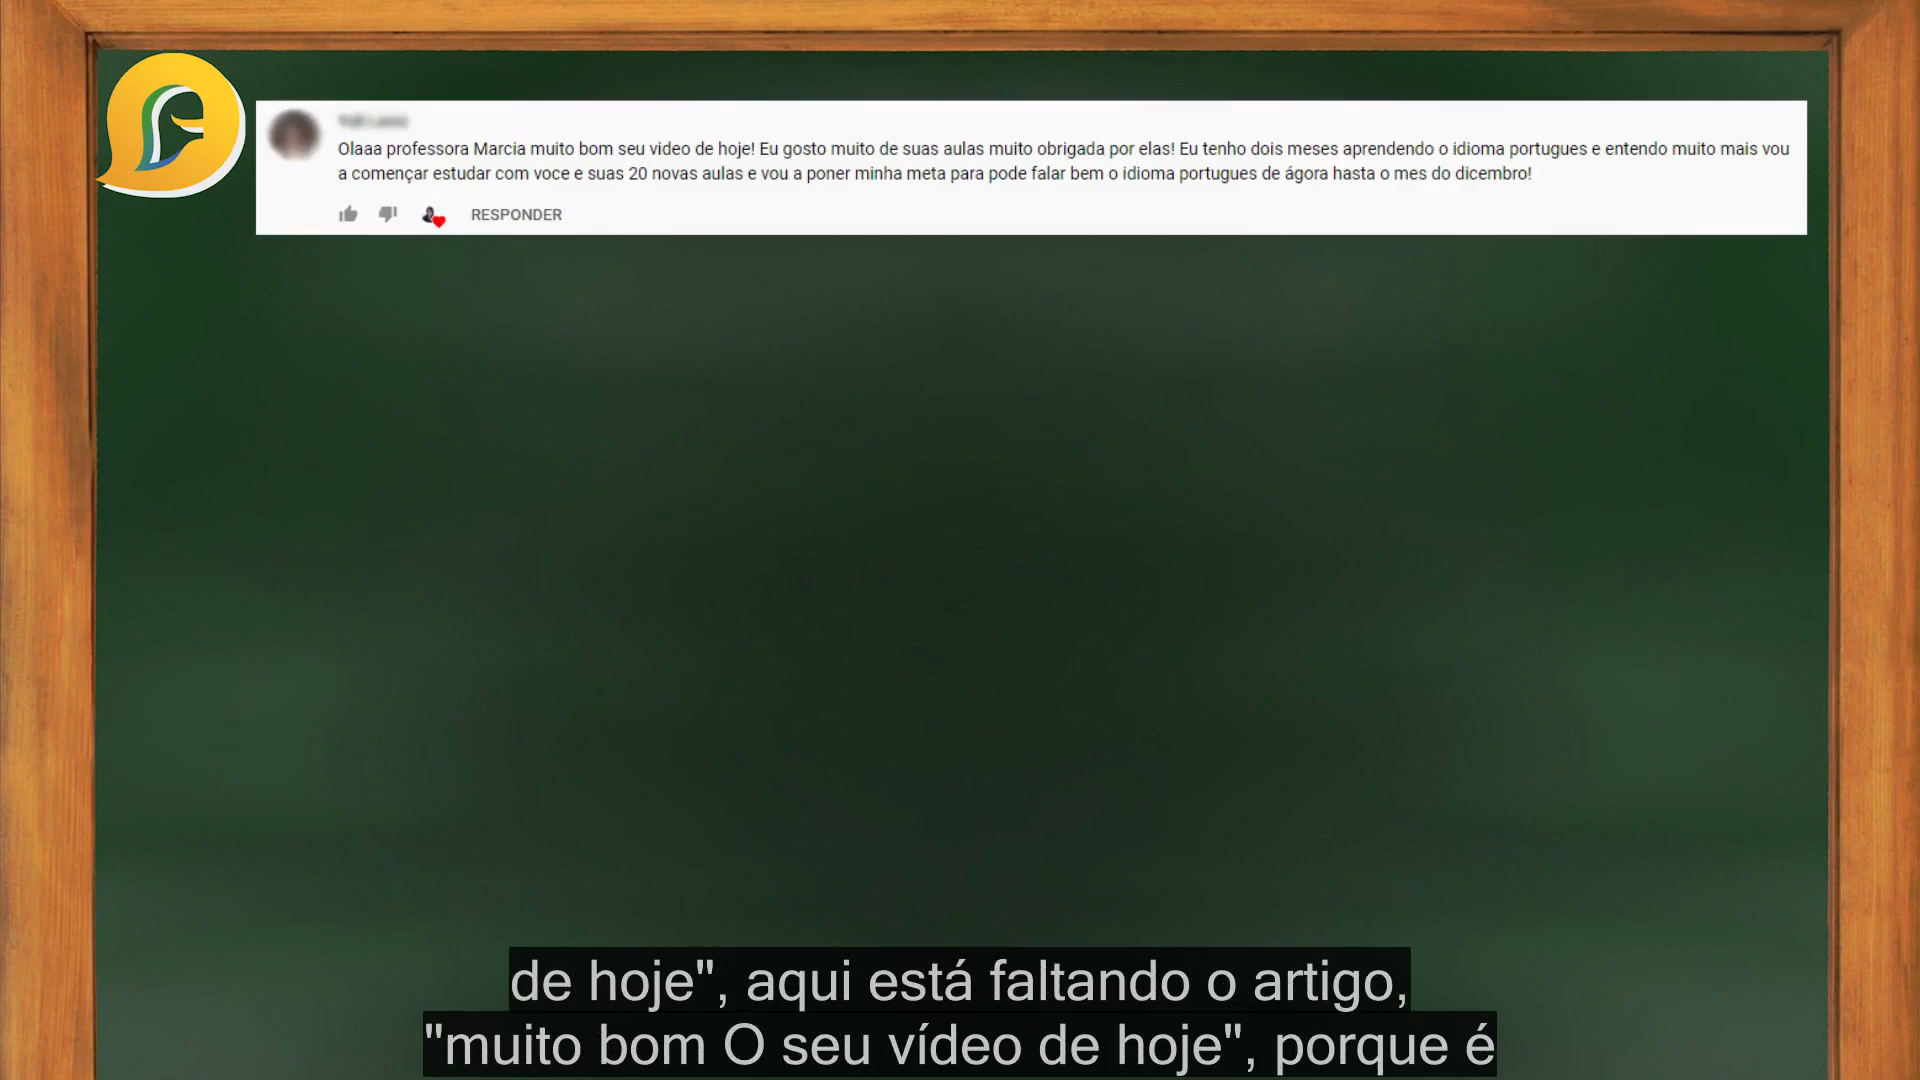 Olaaa professora Marcia muito bom seu video de hoje! Eu gosto muito de suas aulas muito obrigada por elas! Eu tenho dois meses aprendendo o idioma portugues e entendo muito mais vou
a començar estudar com voce e suas 20 novas aulas e vou a poner minha meta para pode falar bem o idioma portugues de ágora hasta o mes do dicembro!
RESPONDER
de hoje", aqui está faltando o artigo,
"muito bom O seu vídeo de hoje", porque é